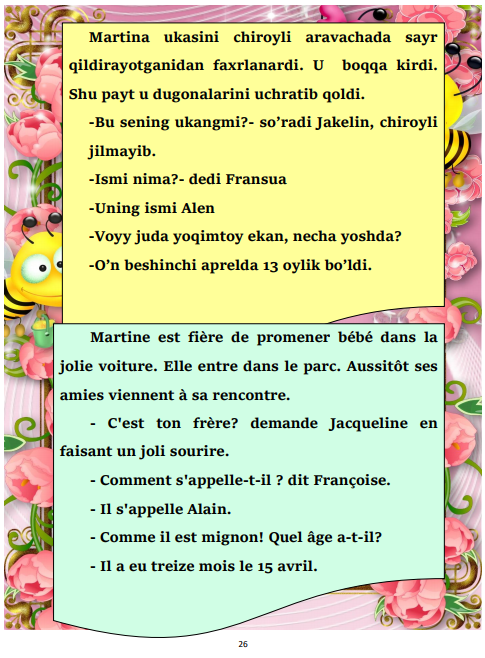 Martina ukasini chiroyli aravachada sayr
qildirayotganidan faxrlanardi. U boqqa kirdi.
Shu payt u dugonalarini uchratib qoldi.
-Bu sening ukangmi?- so’radi Jakelin, chiroyli
jilmayib.
-Ismi nima?- dedi Fransua
-Uning ismi Alen
-Voyy juda yoqimtoy ekan, necha yoshda?
-O’n beshinchi aprelda 13 oylik bo’ldi.
Martine est fière de promener bébé dans la
jolie voiture. Elle entre dans le parc. Aussitôt ses
amies viennent à sa rencontre.
- C'est ton frère? demande Jacqueline en
faisant un joli sourire.
- Comment s'appelle-t-il ? dit Françoise.
- Il s'appelle Alain.
- Comme il est mignon! Quel âge a-t-il?
- Il a eu treize mois le 15 avril.
26